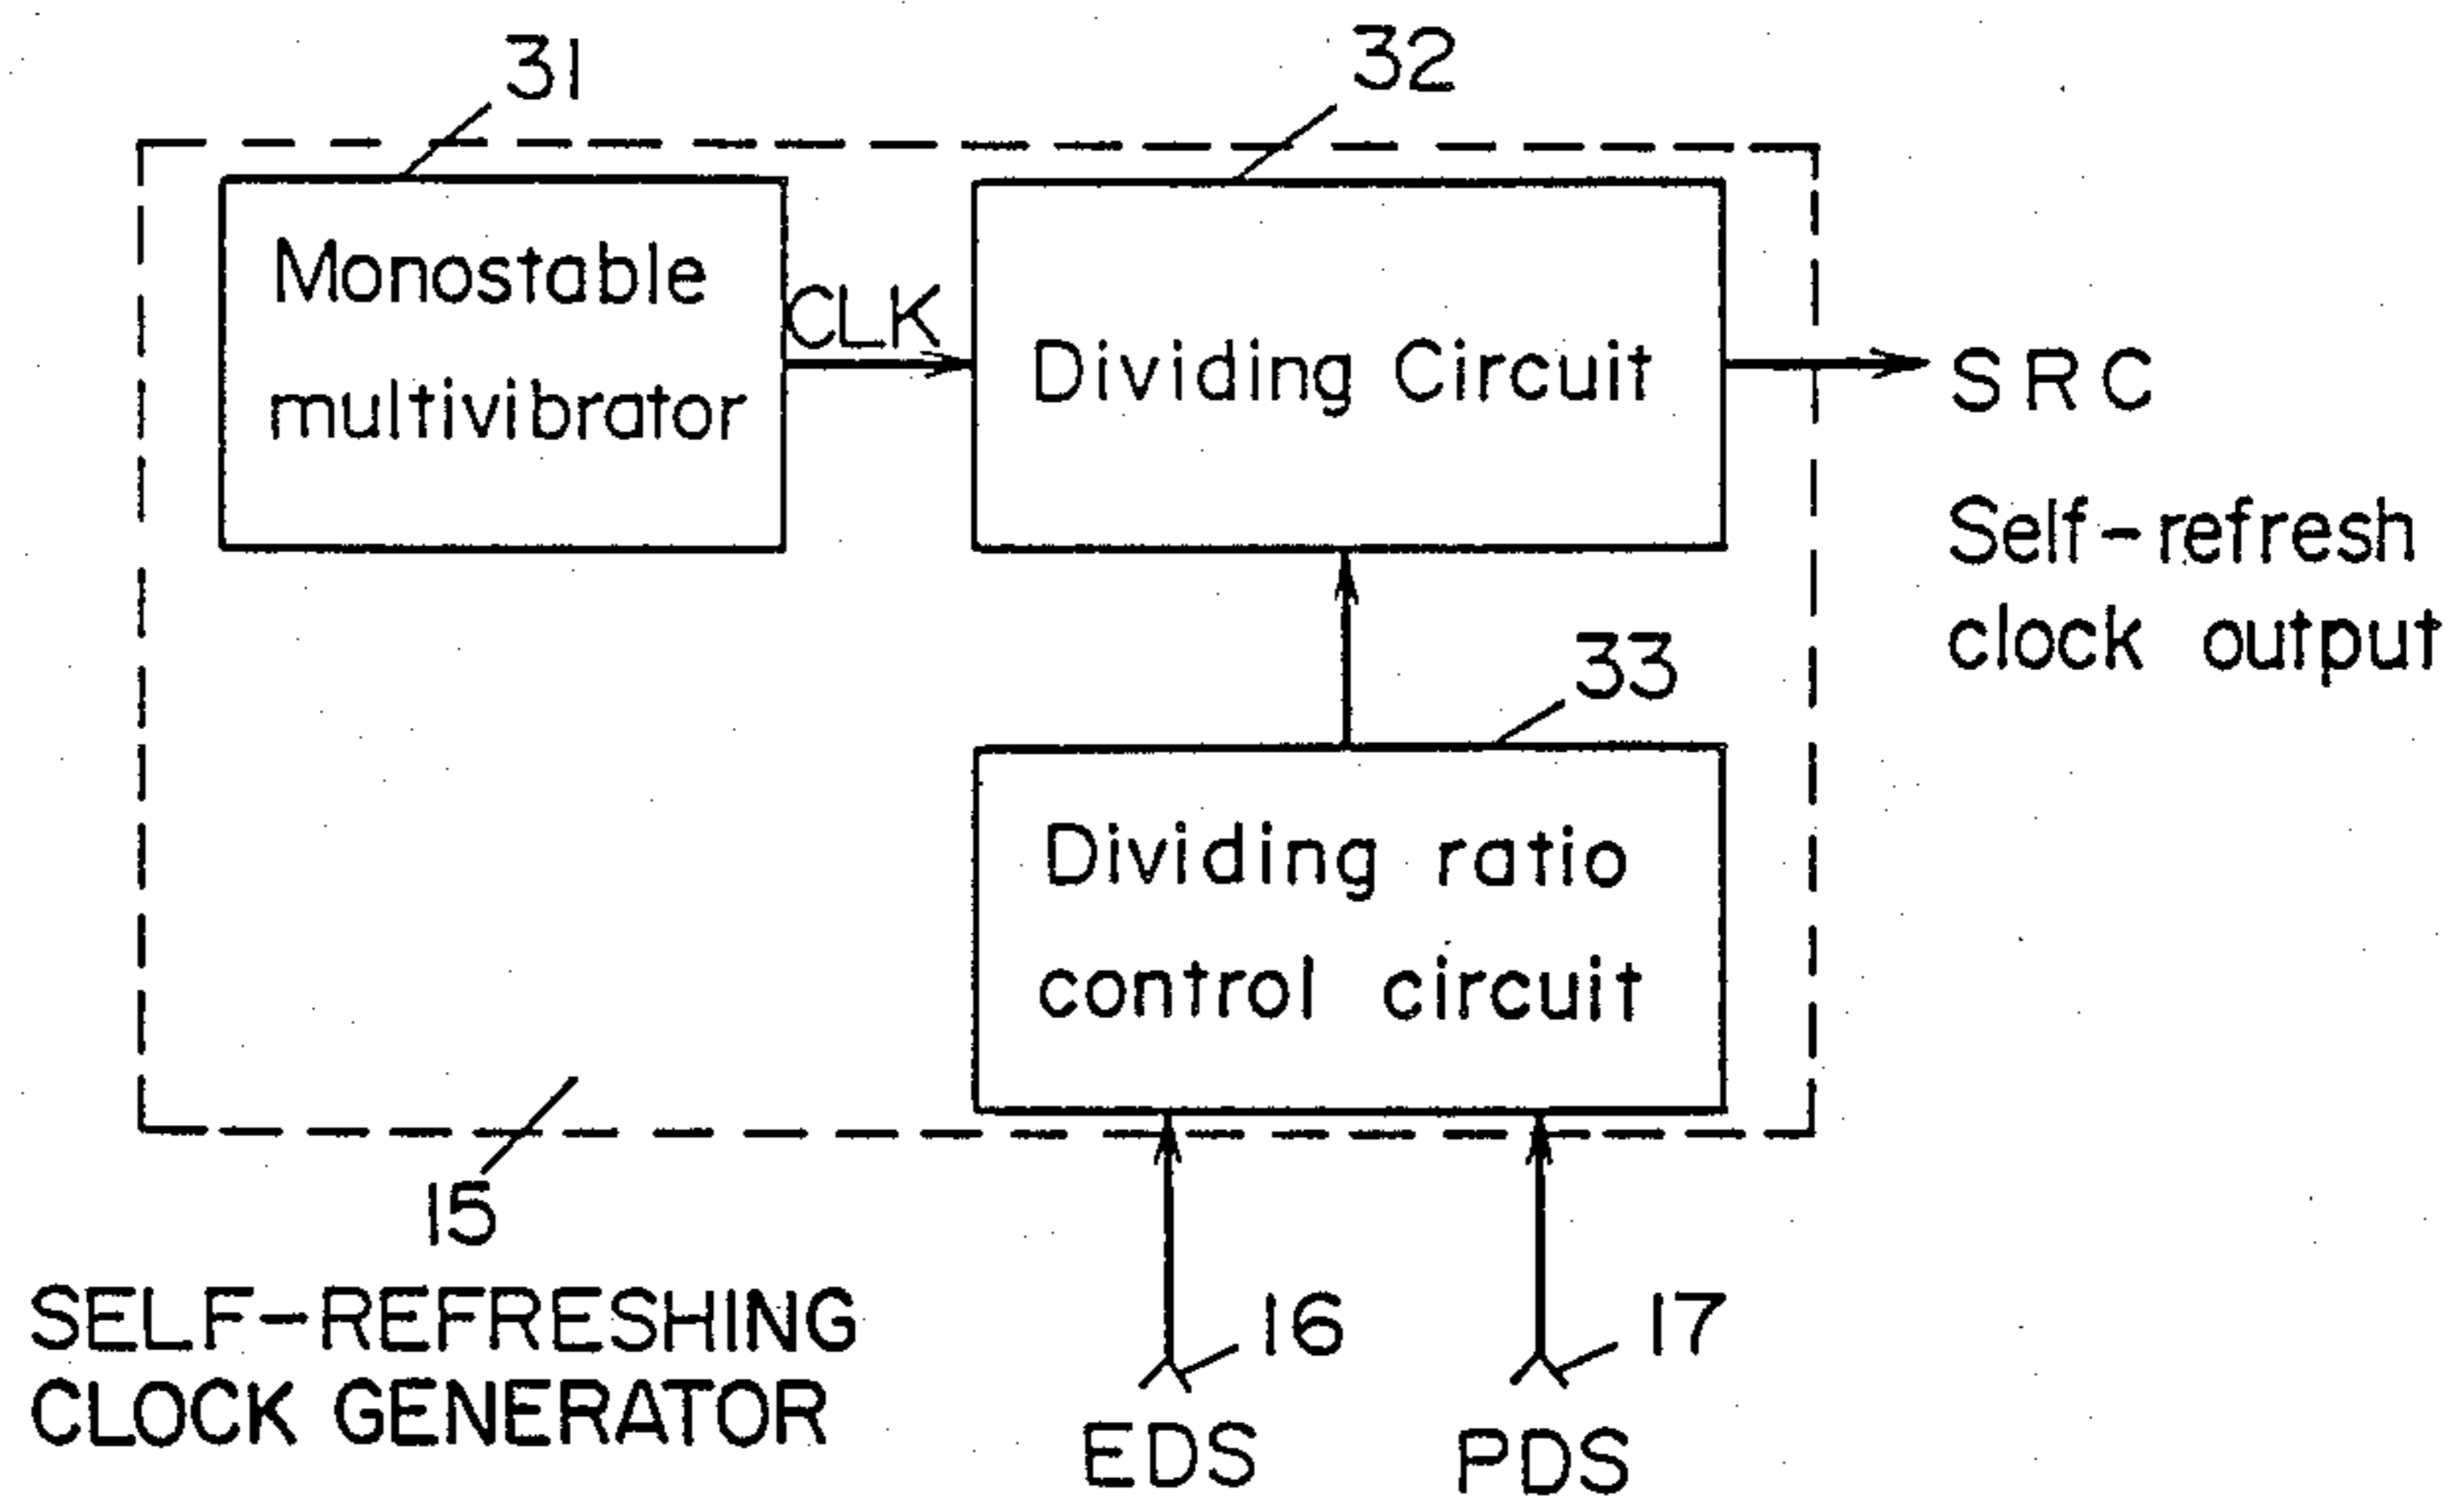 31
32
Monostable
multivibrator
CLK
Dividing Circuit
SRC
Self-refresh
clock output
33
Dividing ratio
control circuit
15
SELF-REFRESHING
CLOCK GENERATOR
16
17
EDS
PDS